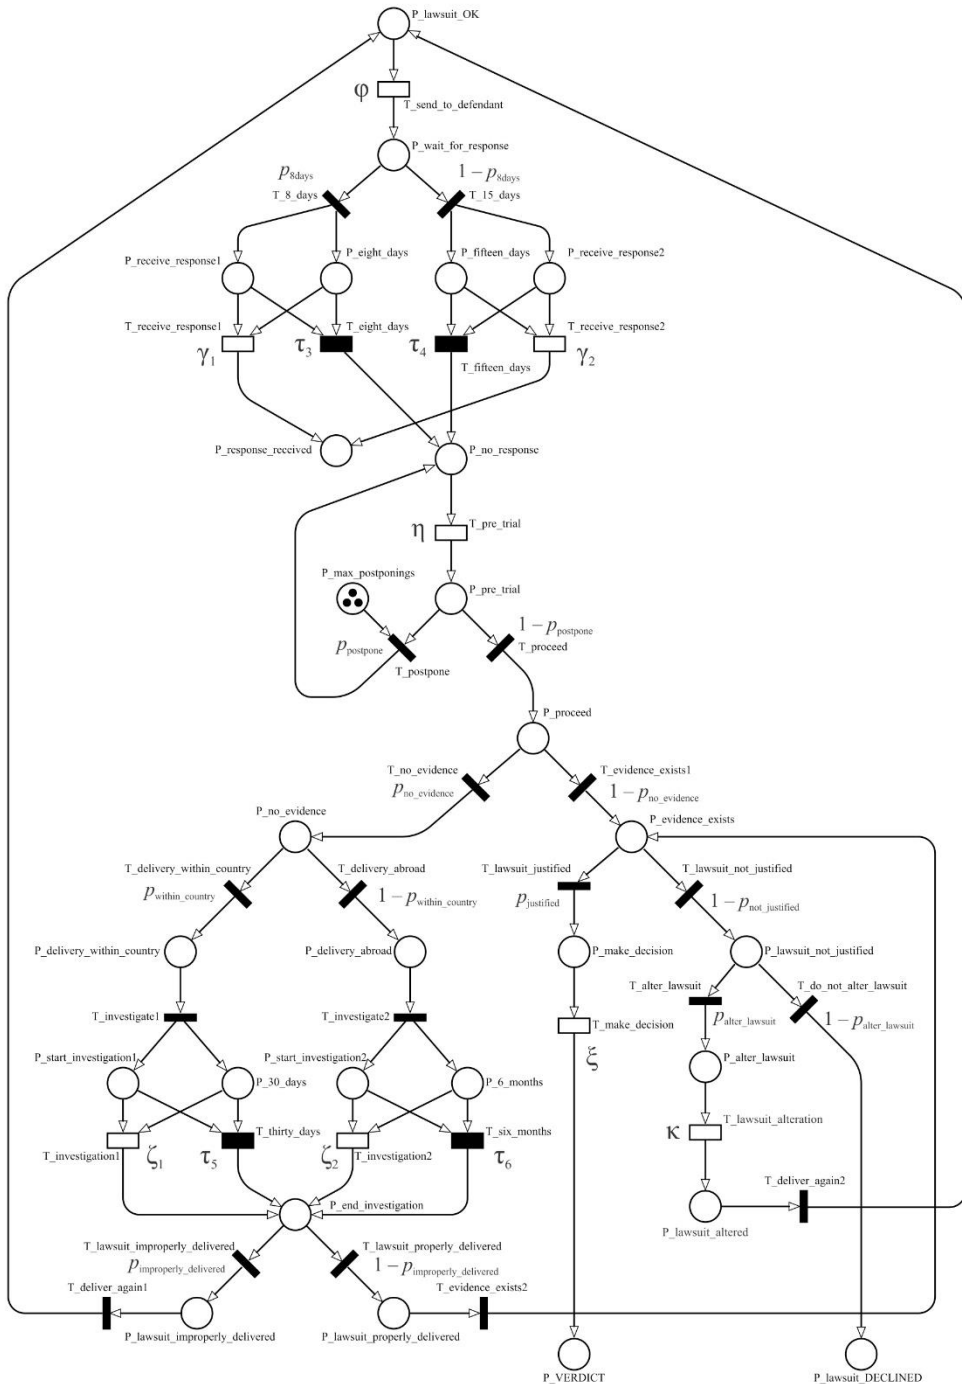 P_lawsuit_OK
φ
T_send_to_defendant
P_wait_for_response
p8days
1 − p8days
T_8_days
T_15_days
P_receive_response1
P_eight_days
P_fifteen_days
P_receive_response2
T_receive_response1
T_eight_days
T_receive_response2
γ1
τ3
τ4
γ2
T_fifteen_days
P_response_received
P_no_response
η
T_pre_trial
P_max_postponings
P_pre_trial
ppostpone
1 − ppostpone
T_proceed
T_postpone
P_proceed
T_no_evidence
T_evidence_exists1
pno_evidence
1 − pno_evidence
P_no_evidence
P_evidence_exists
T_delivery_within_country
T_delivery_abroad
T_lawsuit_justified
T_lawsuit_not_justified
pwithin_country
1 − pwithin_country
pjustified
1 − pnot_justified
P_delivery_within_country
P_delivery_abroad
P_make_decision
P_lawsuit_not_justified
T_alter_lawsuit
T_do_not_alter_lawsuit
T_investigate1
T_investigate2
T_make_decision
palter_lawsuit
1 − palter_lawsuit
P_start_investigation1
P_start_investigation2
ξ
P_alter_lawsuit
P_30_days
P_6_months
T_thirty_days
T_six_months
κ
T_lawsuit_alteration
T_investigation1
ζ1
τ5
ζ2
T_investigation2
τ6
P_end_investigation
T_deliver_again2
P_lawsuit_altered
T_lawsuit_improperly_delivered
T_lawsuit_properly_delivered
pimproperly_delivered
1 − pimproperly_delivered
T_deliver_again1
T_evidence_exists2
P_lawsuit_improperly_delivered
P_lawsuit_properly_delivered
P_VERDICT
P_lawsuit_DECLINED